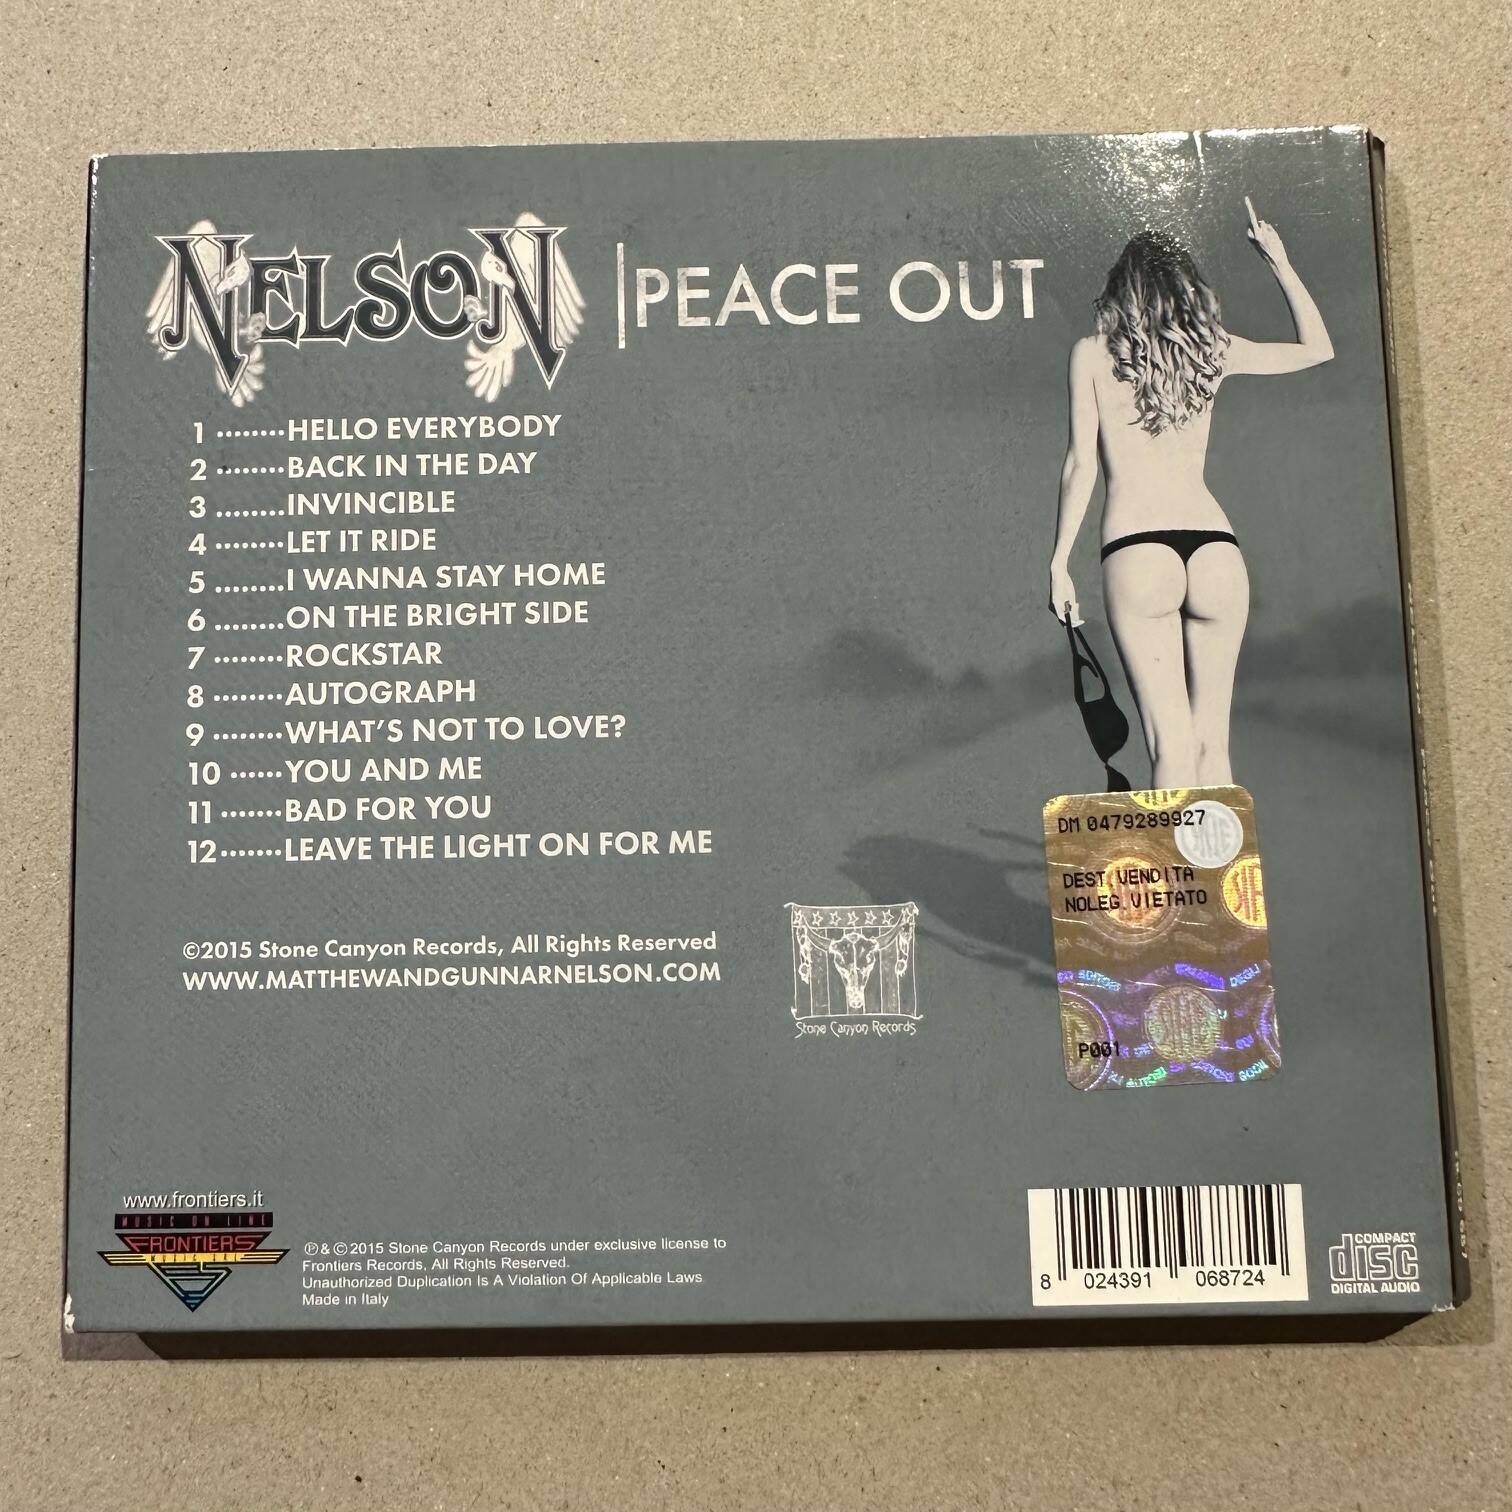 NELSON
PEACE OUT
1 ........HELLO EVERYBODY
2 ........BACK IN THE DAY
3 ........INVINCIBLE
4 ........LET IT RIDE
5 ........I WANNA STAY HOME
6 ........ON THE BRIGHT SIDE
7 ........ROCKSTAR
8 ........AUTOGRAPH
9 ........WHAT'S NOT TO LOVE?
10 ......YOU AND ME
11 .......BAD FOR YOU
12.......LEAVE THE LIGHT ON FOR ME
©2015 Stone Canyon Records, All Rights Reserved
WWW.MATTHEWANDGUNNARNELSON.COM
Stone Canyon Records
DM 0479289927
DEST.VENDITA
NOLEG.VIETATO
P001
www.frontiers.it
MUSIC ON LINE
FRONTIERS
MUSIC SRL
℗ & © 2015 Stone Canyon Records under exclusive license to
Frontiers Records, All Rights Reserved.
Unauthorized Duplication Is A Violation Of Applicable Laws
Made in Italy
8 024391 068724
COMPACT
disc
DIGITAL AUDIO